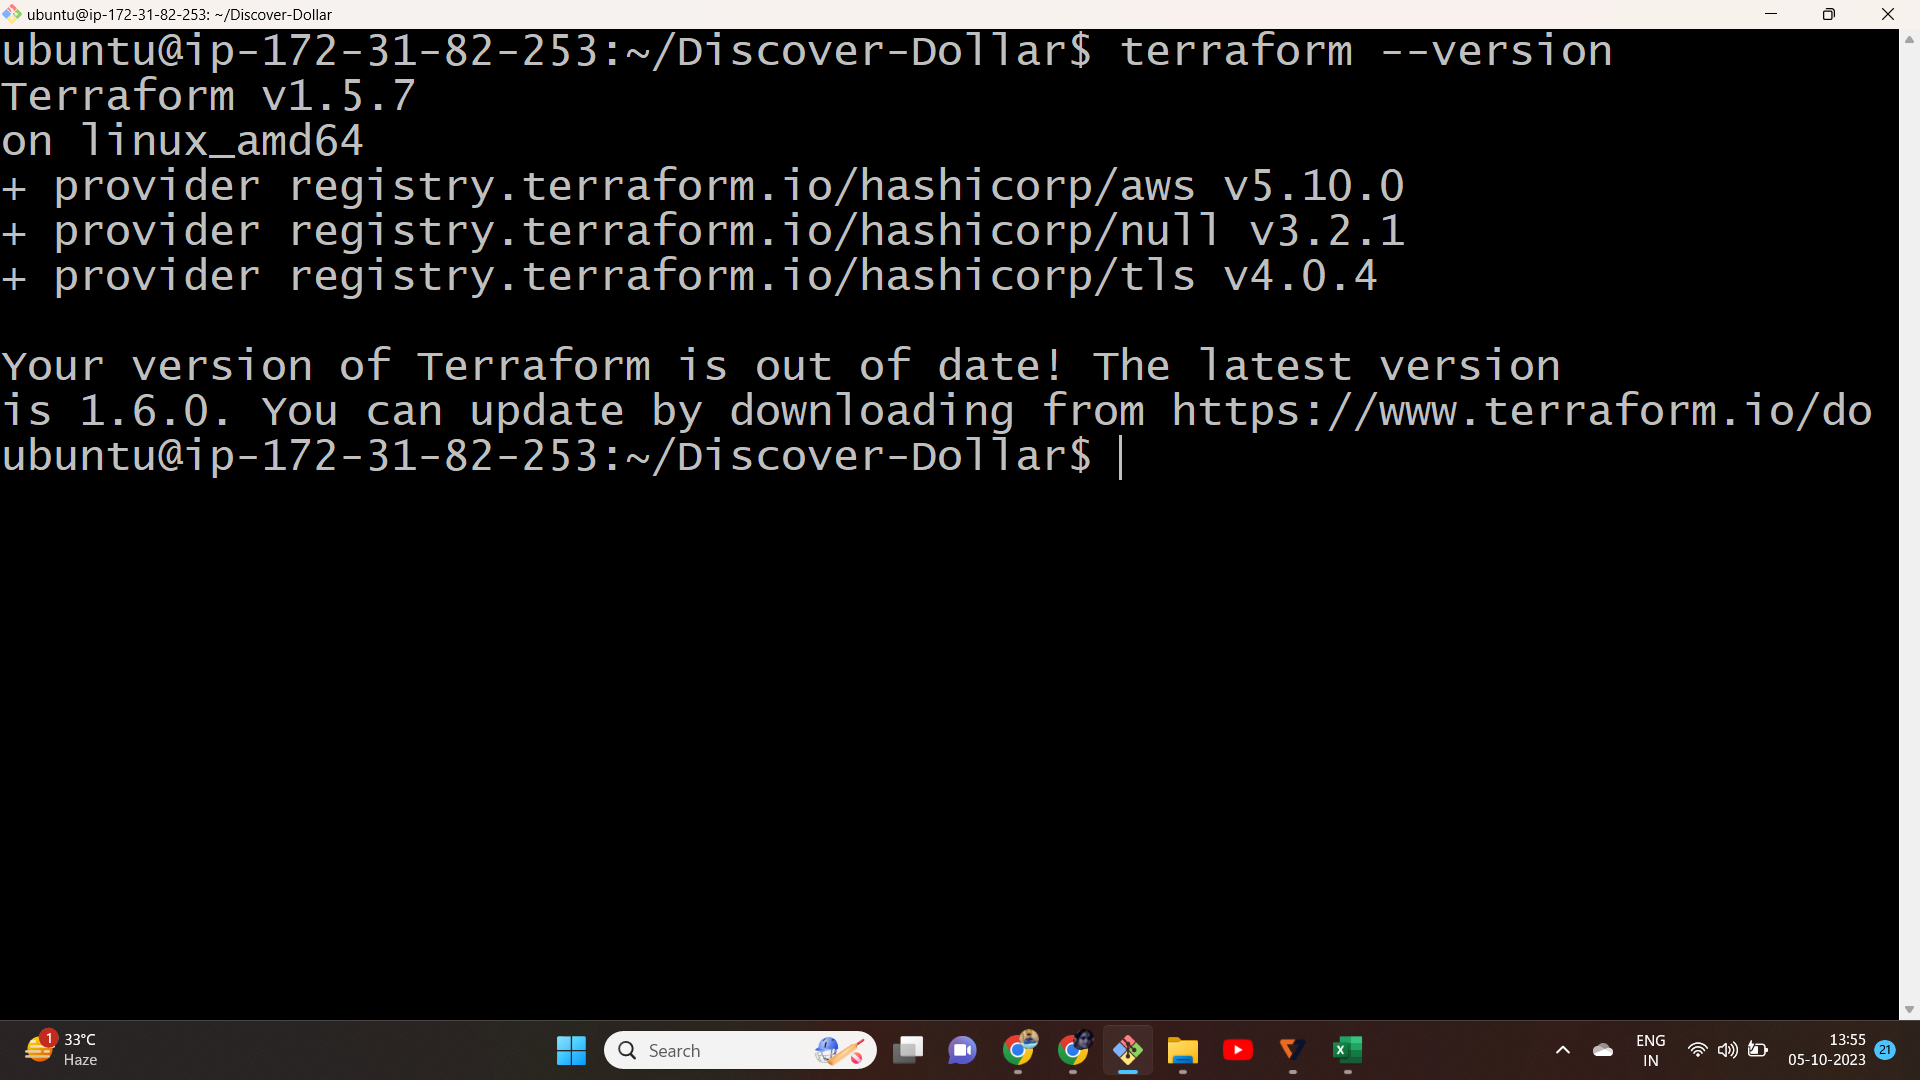 ubuntu@ip-172-31-82-253: ~/Discover-Dollar
ubuntu@ip-172-31-82-253:~/Discover-Dollar$ terraform --version
Terraform v1.5.7
on linux_amd64
+ provider registry.terraform.io/hashicorp/aws v5.10.0
+ provider registry.terraform.io/hashicorp/null v3.2.1
+ provider registry.terraform.io/hashicorp/tls v4.0.4
Your version of Terraform is out of date! The latest version
is 1.6.0. You can update by downloading from https://www.terraform.io/do
ubuntu@ip-172-31-82-253:~/Discover-Dollar$
1
33°C
Haze
Search
X
ENG
IN
13:55
05-10-2023
21